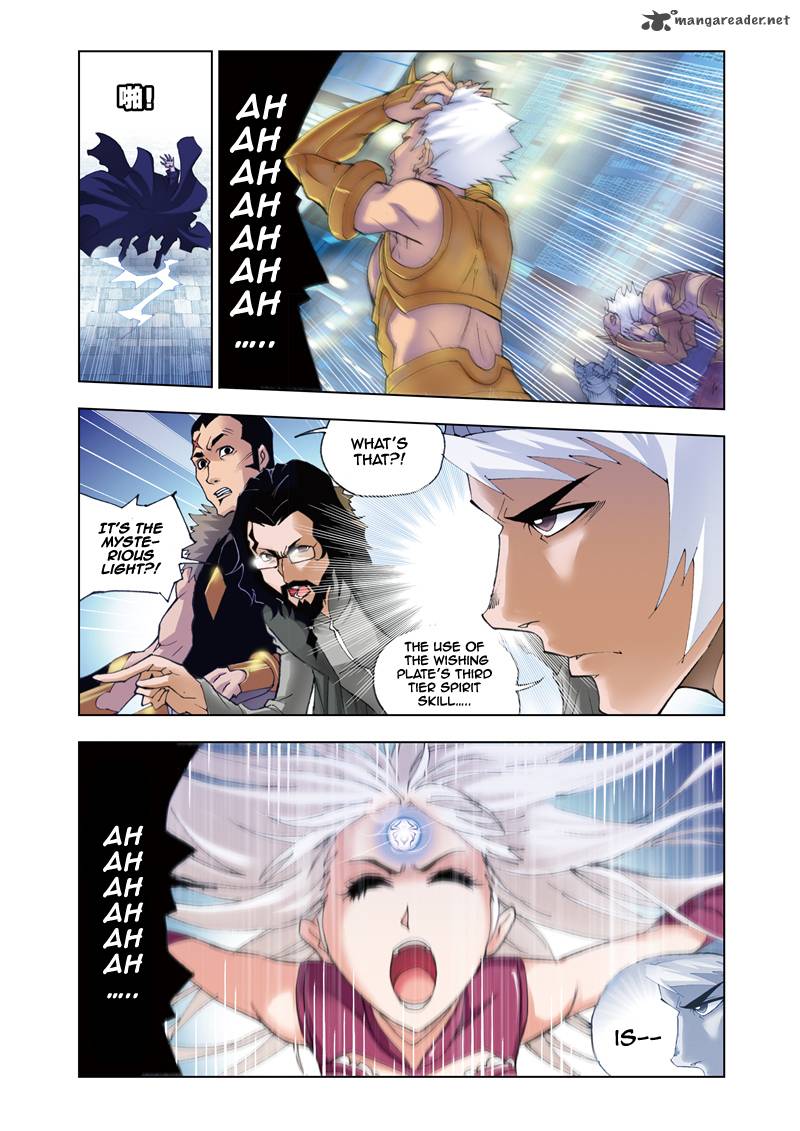 mangareader.net
啪!
AH
AH
AH
AH
AH
AH
AH
.....
WHAT'S
THAT?!
IT'S THE
MYSTE-
RIOUS
LIGHT?!
THE USE OF
THE WISHING
PLATE'S THIRD
TIER SPIRIT
SKILL.....
AH
AH
AH
AH
AH
AH
.....
IS--